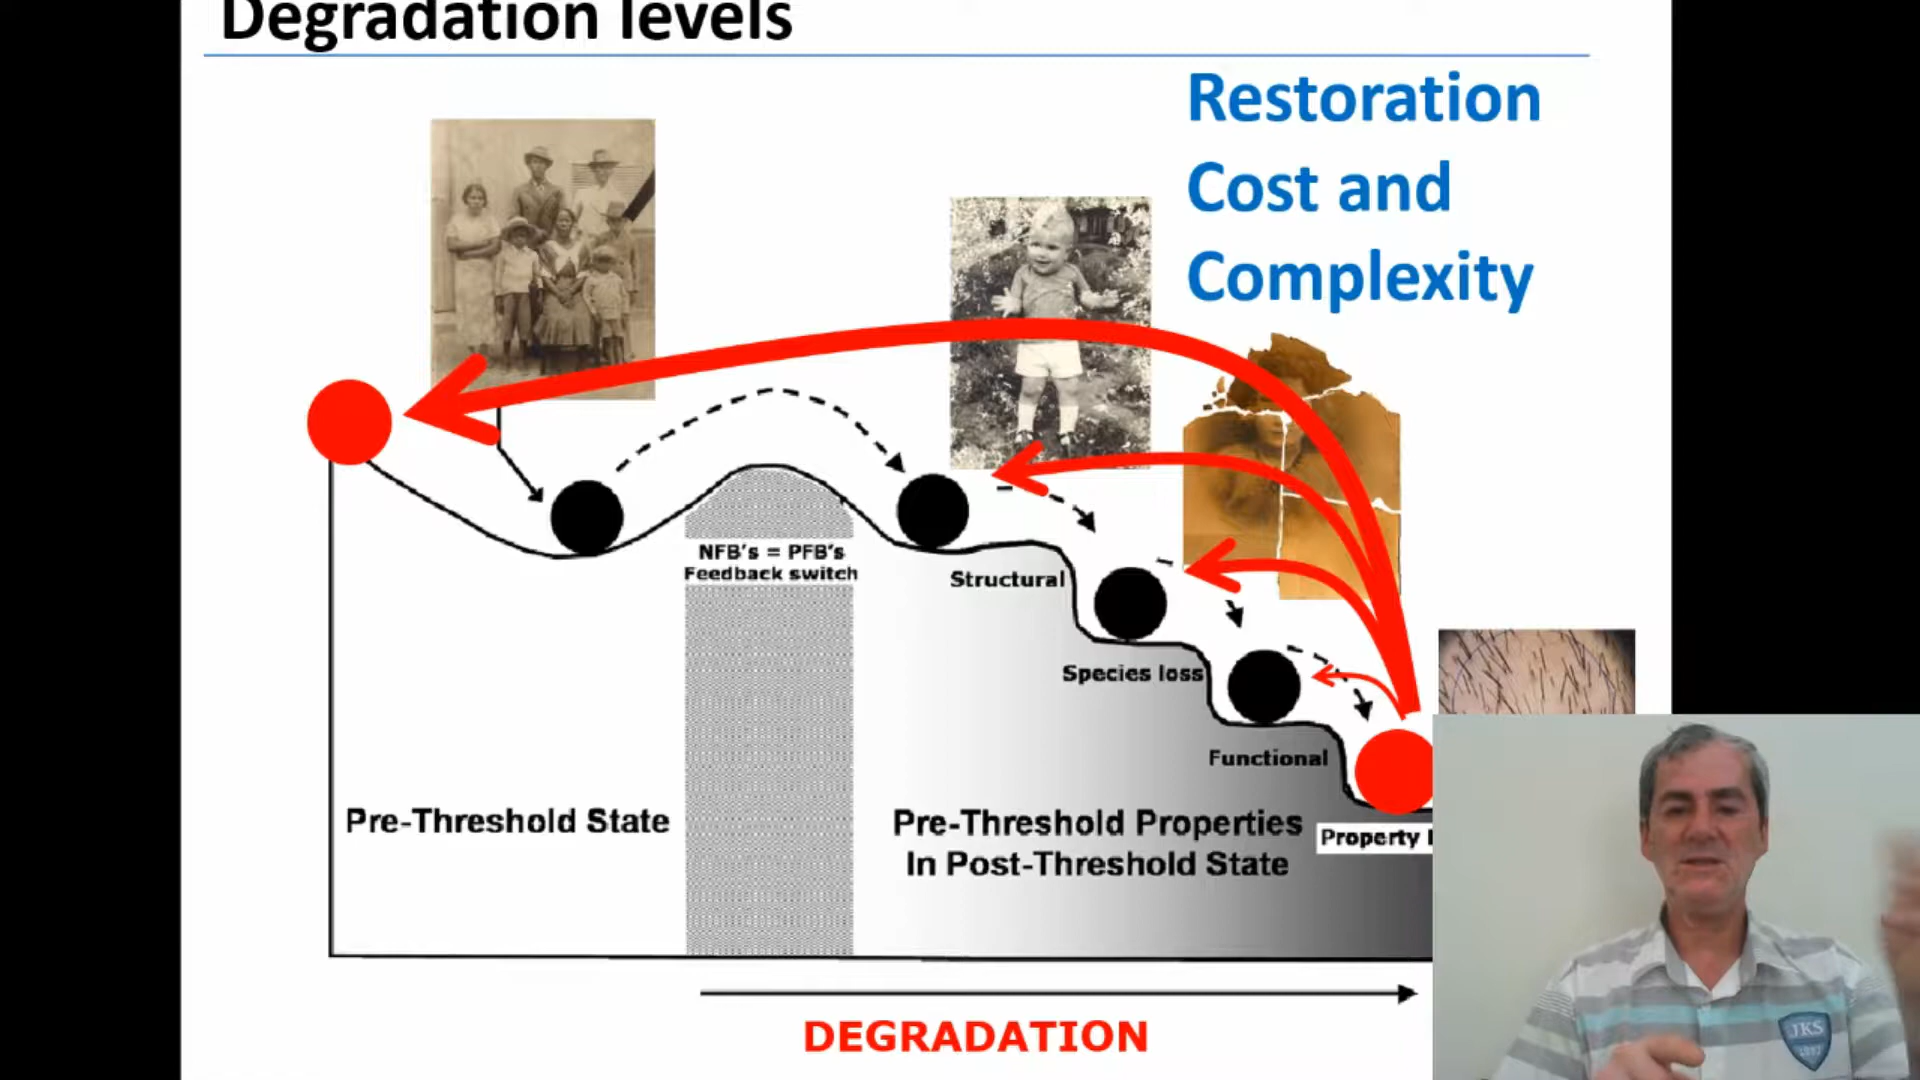 Degradation levels
Restoration
Cost and
Complexity
NFB's = PFB's
Feedback switch
Structural
Species loss
Functional
Pre-Threshold State
Pre-Threshold Properties
In Post-Threshold State
Property
DEGRADATION
JKS